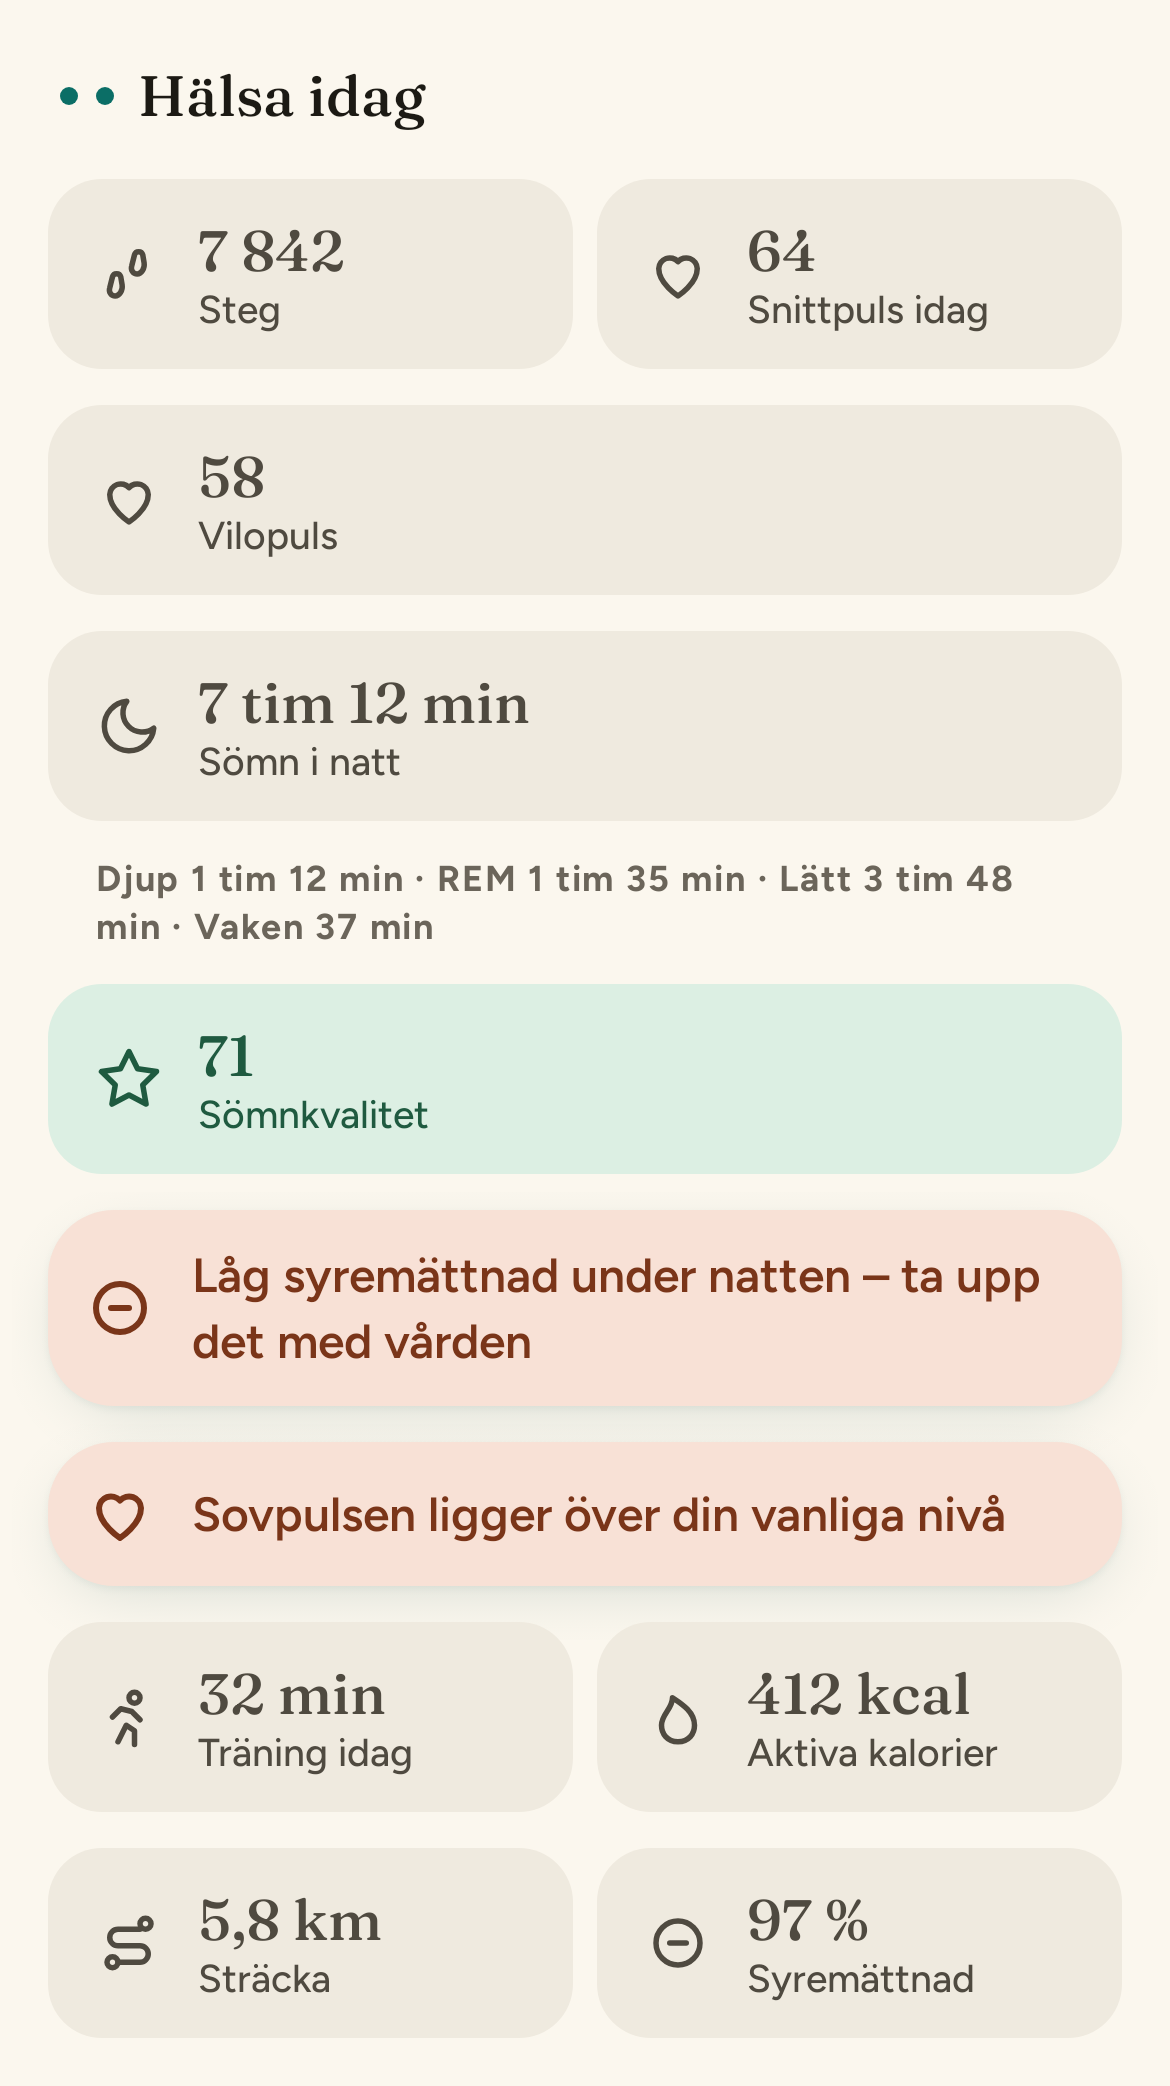 Hälsa idag
7 842
Steg
64
Snittpuls idag
58
Vilopuls
7 tim 12 min
Sömn i natt
Djup 1 tim 12 min · REM 1 tim 35 min · Lätt 3 tim 48
min · Vaken 37 min
71
Sömnkvalitet
Låg syremättnad under natten – ta upp
det med vården
Sovpulsen ligger över din vanliga nivå
32 min
Träning idag
412 kcal
Aktiva kalorier
5,8 km
Sträcka
97 %
Syremättnad